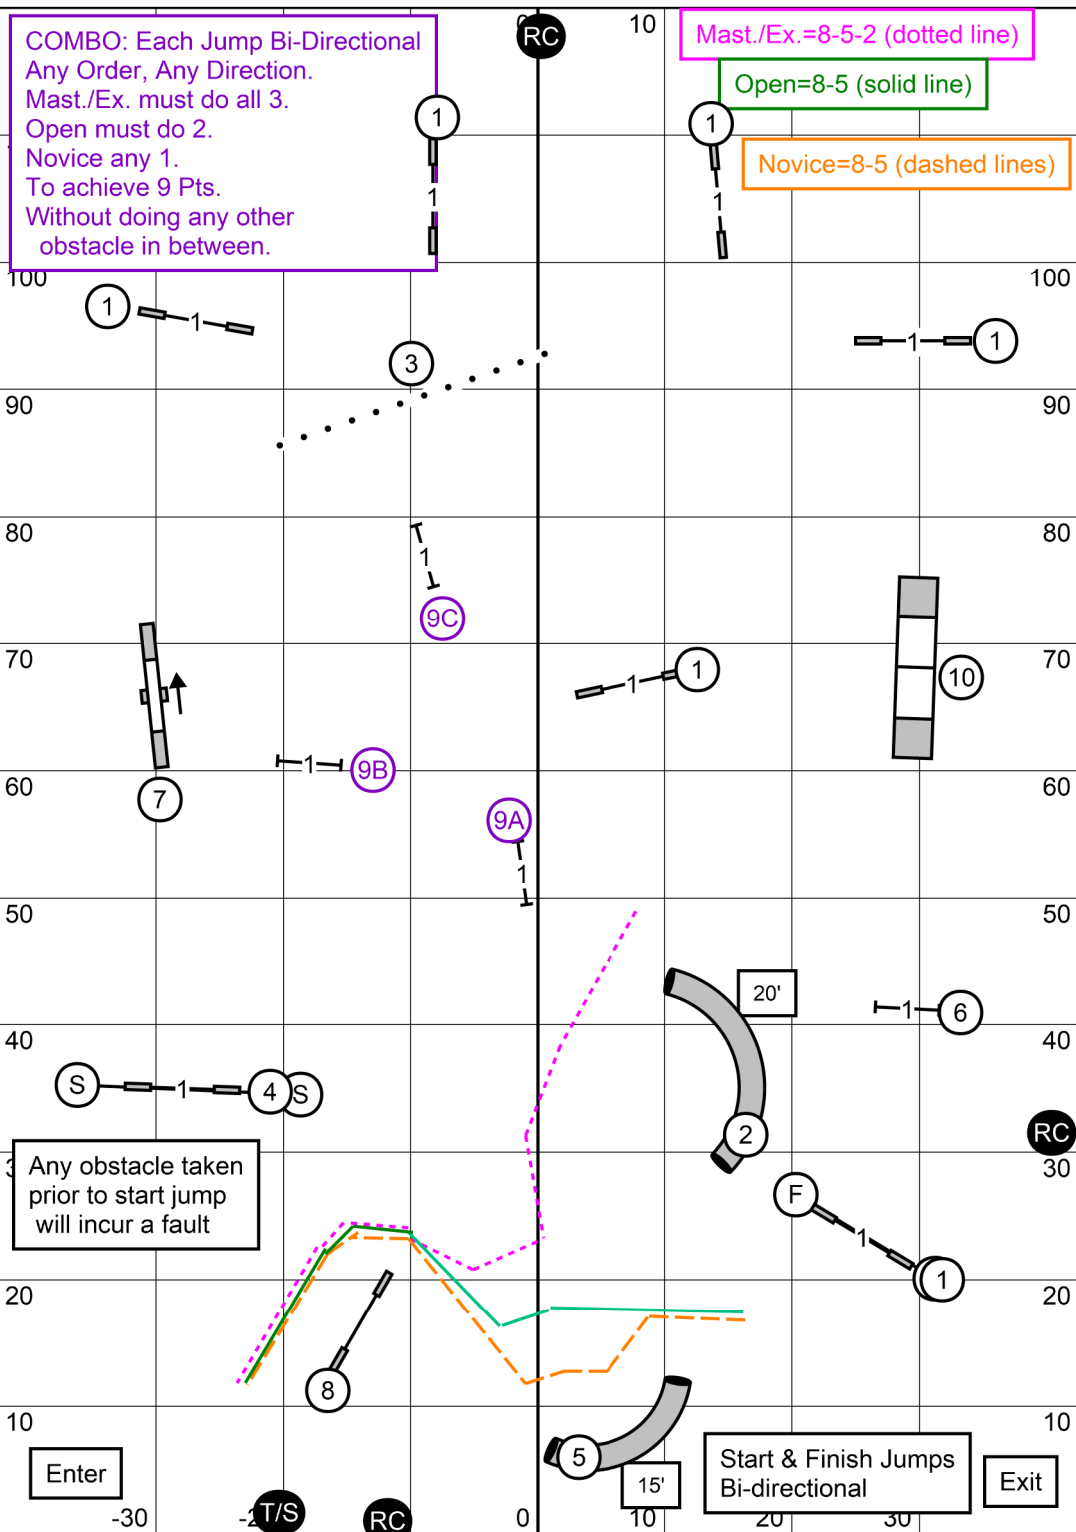 COMBO: Each Jump Bi-Directional
Any Order, Any Direction.
Mast./Ex. must do all 3.
Open must do 2.
Novice any 1.
To achieve 9 Pts.
Without doing any other
obstacle in between.
0
RC
10
Mast./Ex.=8-5-2 (dotted line)
Open=8-5 (solid line)
Novice=8-5 (dashed lines)
1
1
1
1
100
100
1
1
1
1
3
90
90
80
80
1
9C
70
70
1
1
10
1
9B
60
60
7
9A
1
50
50
20'
1
6
40
40
S
1
4
S
2
RC
30
30
Any obstacle taken
prior to start jump
will incur a fault
F
1
1
20
20
8
10
10
5
Enter
15'
Start & Finish Jumps
Bi-directional
Exit
-30
T/S
RC
0
10
20
30